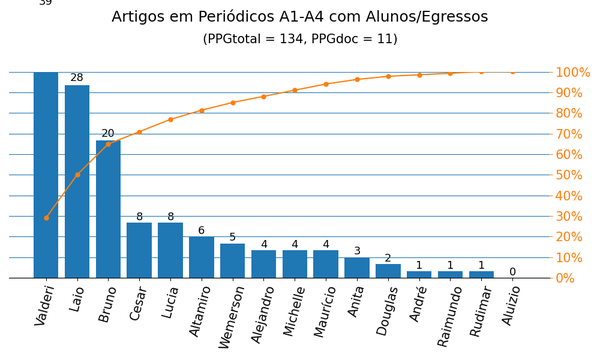 39
Artigos em Periódicos A1-A4 com Alunos/Egressos
(PPGtotal = 134, PPGdoc = 11)
28
20
8
8
6
5
4
4
4
3
2
1
1
1
0
100%
90%
80%
70%
60%
50%
40%
30%
20%
10%
0%
Valderi
Laio
Bruno
Cesar
Lucia
Altamiro
Wemerson
Alejandro
Michelle
Maurício
Anita
Douglas
André
Raimundo
Rudimar
Aluizio